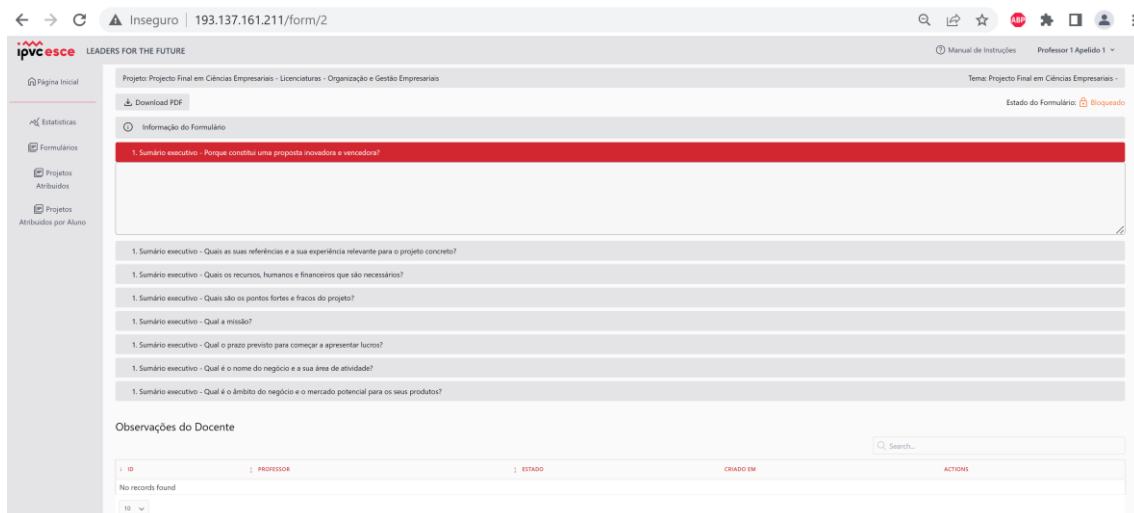 Inseguro | 193.137.161.211/form/2
ABP
ipvc esce LEADERS FOR THE FUTURE
Manual de Instruções Professor 1 Apelido 1
Página Inicial
Projeto: Projecto Final em Ciências Empresariais - Licenciaturas - Organização e Gestão Empresariais
Tema: Projecto Final em Ciências Empresariais -
Download PDF
Estado do Formulário: Bloqueado
Estatisticas
Informação do Formulário
Formulários
1. Sumário executivo - Porque constitui uma proposta inovadora e vencedora?
Projetos
Atribuidos
Projetos
Atribuidos por Aluno
1. Sumário executivo - Quais as suas referências e a sua experiência relevante para o projeto concreto?
1. Sumário executivo - Quais os recursos, humanos e financeiros que são necessários?
1. Sumário executivo - Quais são os pontos fortes e fracos do projeto?
1. Sumário executivo - Qual a missão?
1. Sumário executivo - Qual o prazo previsto para começar a apresentar lucros?
1. Sumário executivo - Qual é o nome do negócio e a sua área de atividade?
1. Sumário executivo - Qual é o âmbito do negócio e o mercado potencial para os seus produtos?
Observações do Docente
Search...
ID PROFESSOR ESTADO CRIADO EM ACTIONS
No records found
10